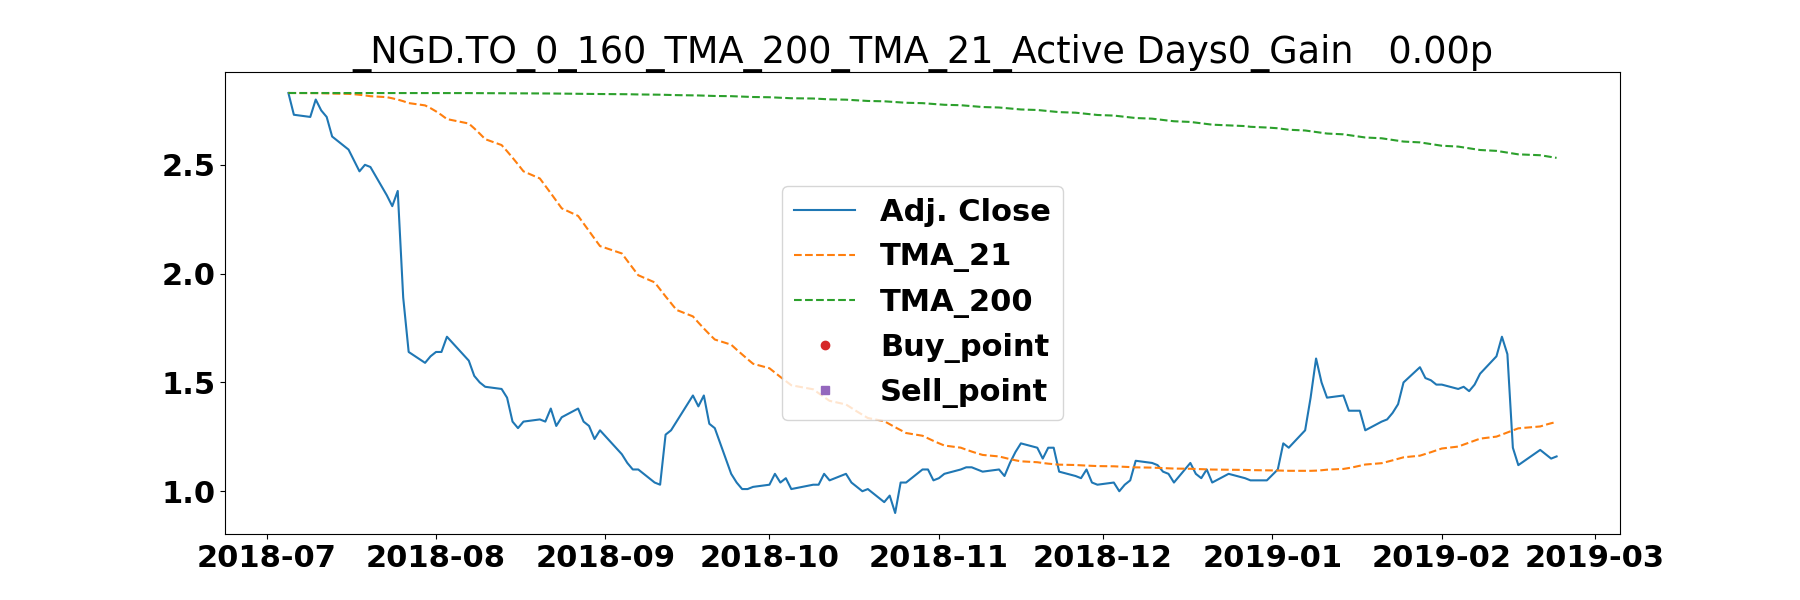 _NGD.TO_0_160_TMA_200_TMA_21_Active Days0_Gain   0.00p
2.5
2.0
1.5
1.0
Adj. Close
TMA_21
TMA_200
Buy_point
Sell_point
2018-07 2018-08 2018-09 2018-10 2018-11 2018-12 2019-01 2019-02 2019-03